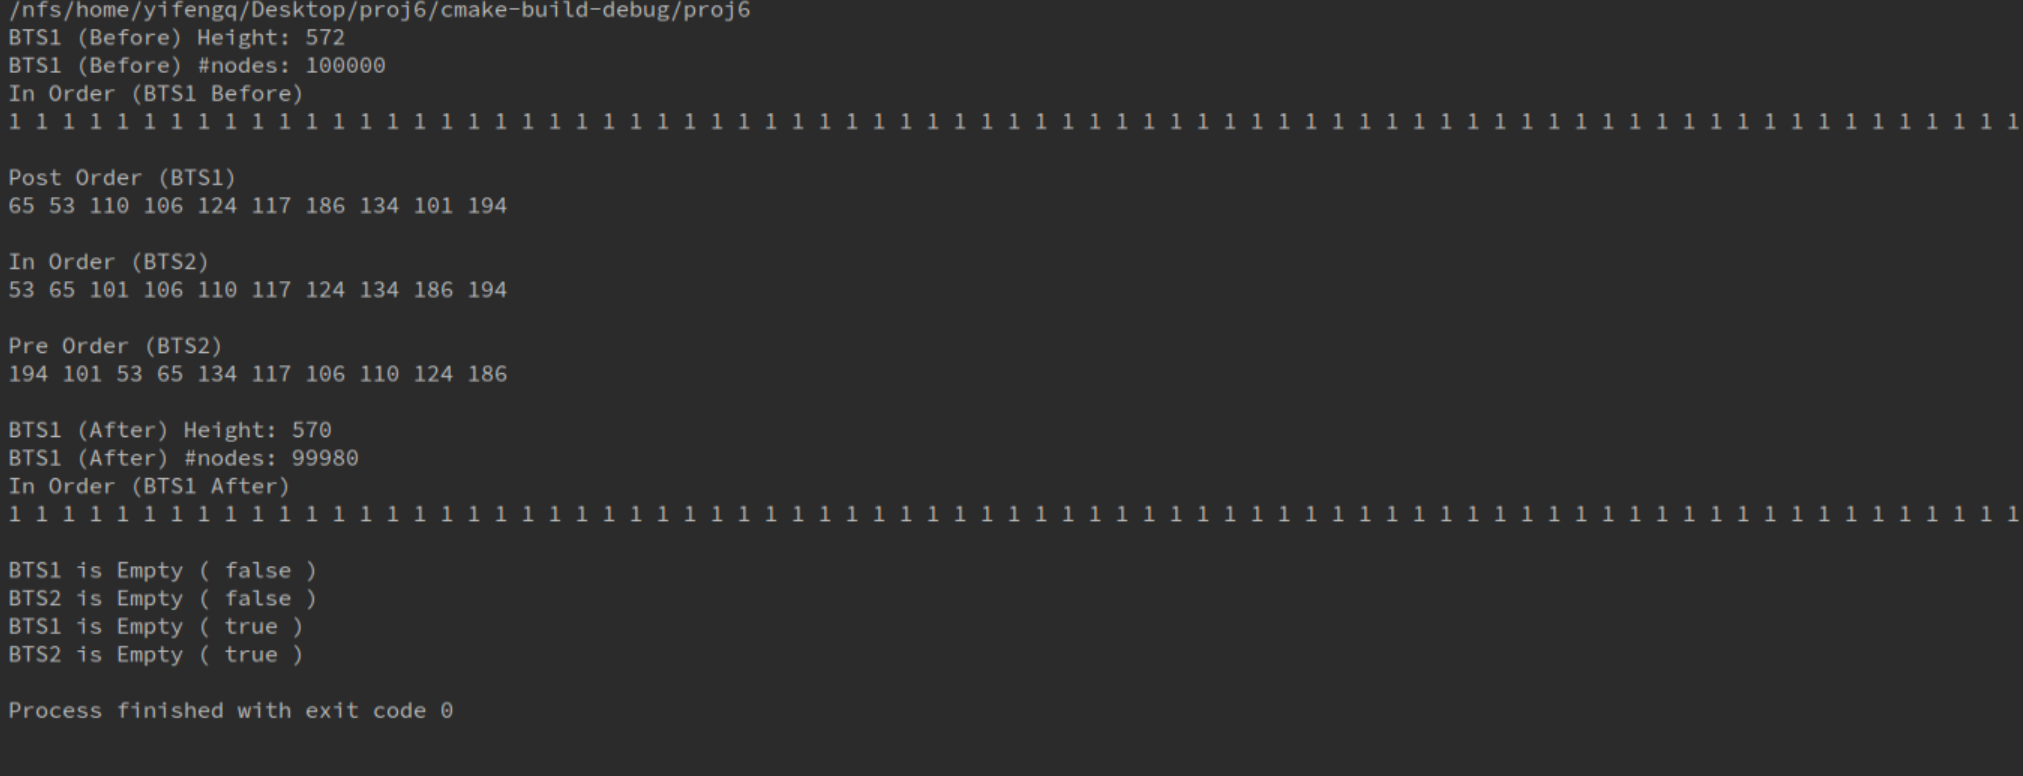 /nfs/home/yifengq/Desktop/proj6/cmake-build-debug/proj6
BTS1 (Before) Height: 572
BTS1 (Before) #nodes: 100000
In Order (BTS1 Before)
1 1 1 1 1 1 1 1 1 1 1 1 1 1 1 1 1 1 1 1 1 1 1 1 1 1 1 1 1 1 1 1 1 1 1 1 1 1 1 1 1 1 1 1 1 1 1 1 1 1 1 1 1 1 1 1 1 1 1 1 1 1 1 1 1 1 1 1 1 1 1 1 1 1 1
Post Order (BTS1)
65 53 110 106 124 117 186 134 101 194
In Order (BTS2)
53 65 101 106 110 117 124 134 186 194
Pre Order (BTS2)
194 101 53 65 134 117 106 110 124 186
BTS1 (After) Height: 570
BTS1 (After) #nodes: 99980
In Order (BTS1 After)
1 1 1 1 1 1 1 1 1 1 1 1 1 1 1 1 1 1 1 1 1 1 1 1 1 1 1 1 1 1 1 1 1 1 1 1 1 1 1 1 1 1 1 1 1 1 1 1 1 1 1 1 1 1 1 1 1 1 1 1 1 1 1 1 1 1 1 1 1 1 1 1 1 1 1
BTS1 is Empty ( false )
BTS2 is Empty ( false )
BTS1 is Empty ( true )
BTS2 is Empty ( true )
Process finished with exit code 0